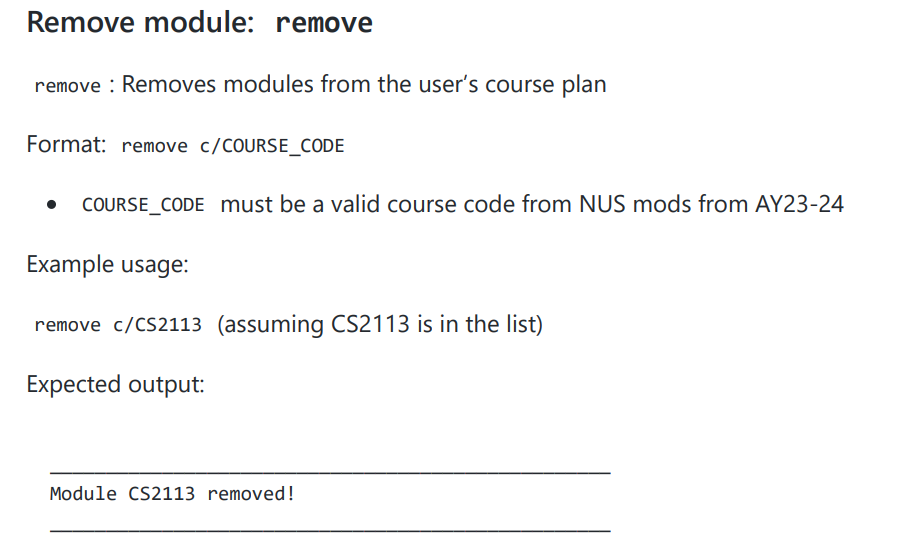 Remove module: remove
remove : Removes modules from the user's course plan
Format: remove c/COURSE_CODE
• COURSE_CODE must be a valid course code from NUS mods from AY23-24
Example usage:
remove c/CS2113 (assuming CS2113 is in the list)
Expected output:
Module CS2113 removed!